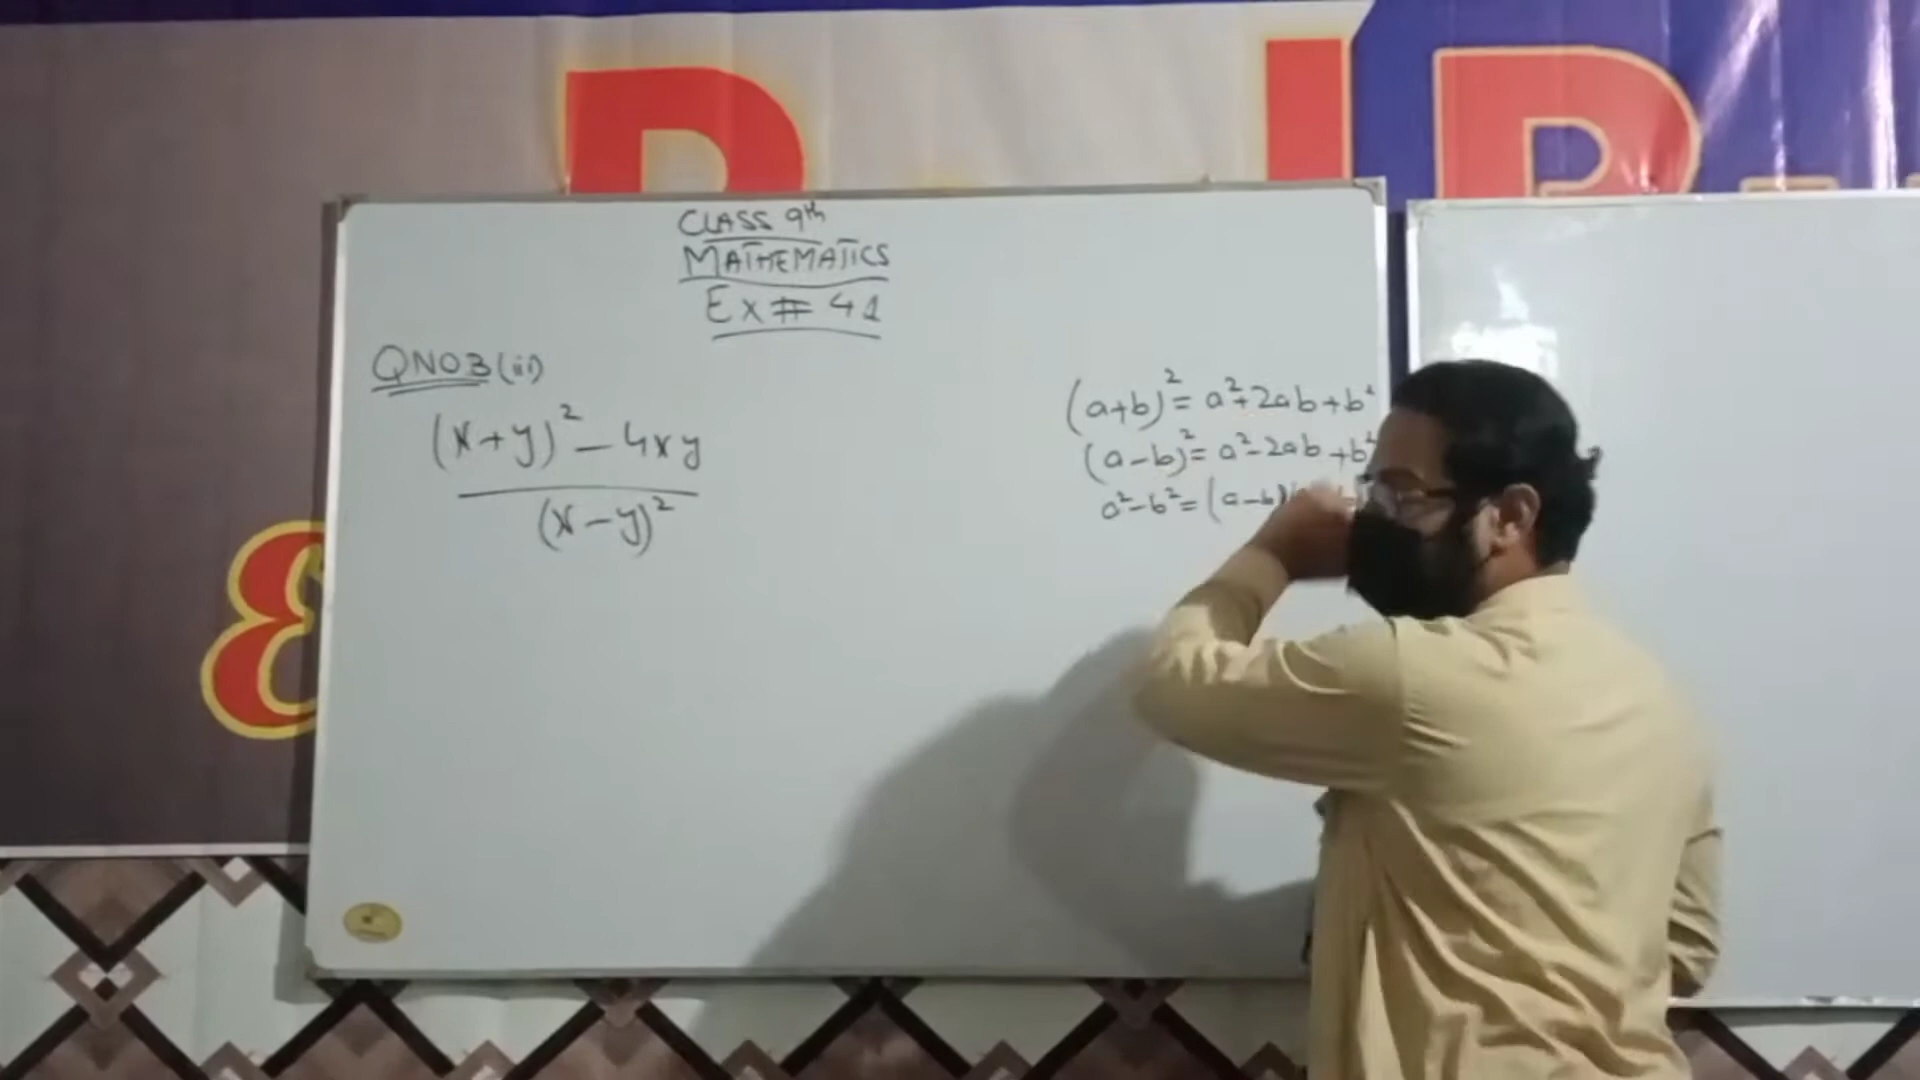 CLASS 9th
MATHEMATICS
Ex# 4.1
QNO3(ii)
(x+y)² - 4xy
(x-y)²
(a+b)² = a²+2ab+b²
(a-b)² = a²-2ab+b²
a²-b² = (a-b)